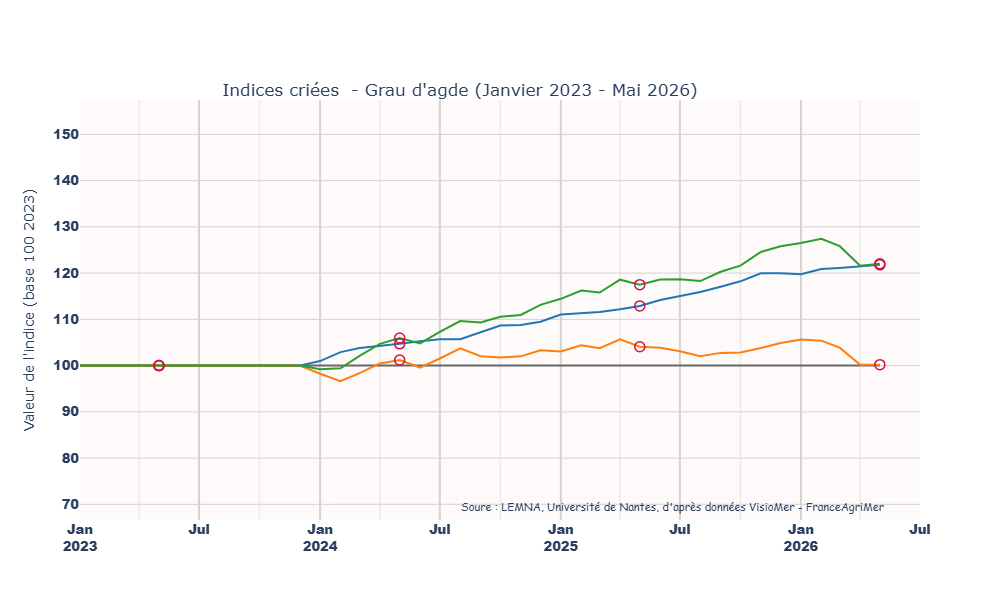 Indices criées  - Grau d'agde (Janvier 2023 - Mai 2026)
Valeur de l'indice (base 100 2023)
150
140
130
120
110
100
90
80
70
Soure : LEMNA, Université de Nantes, d'après données VisioMer - FranceAgriMer
Jan Jul Jan Jul Jan Jul Jan Jul
2023 2024 2025 2026